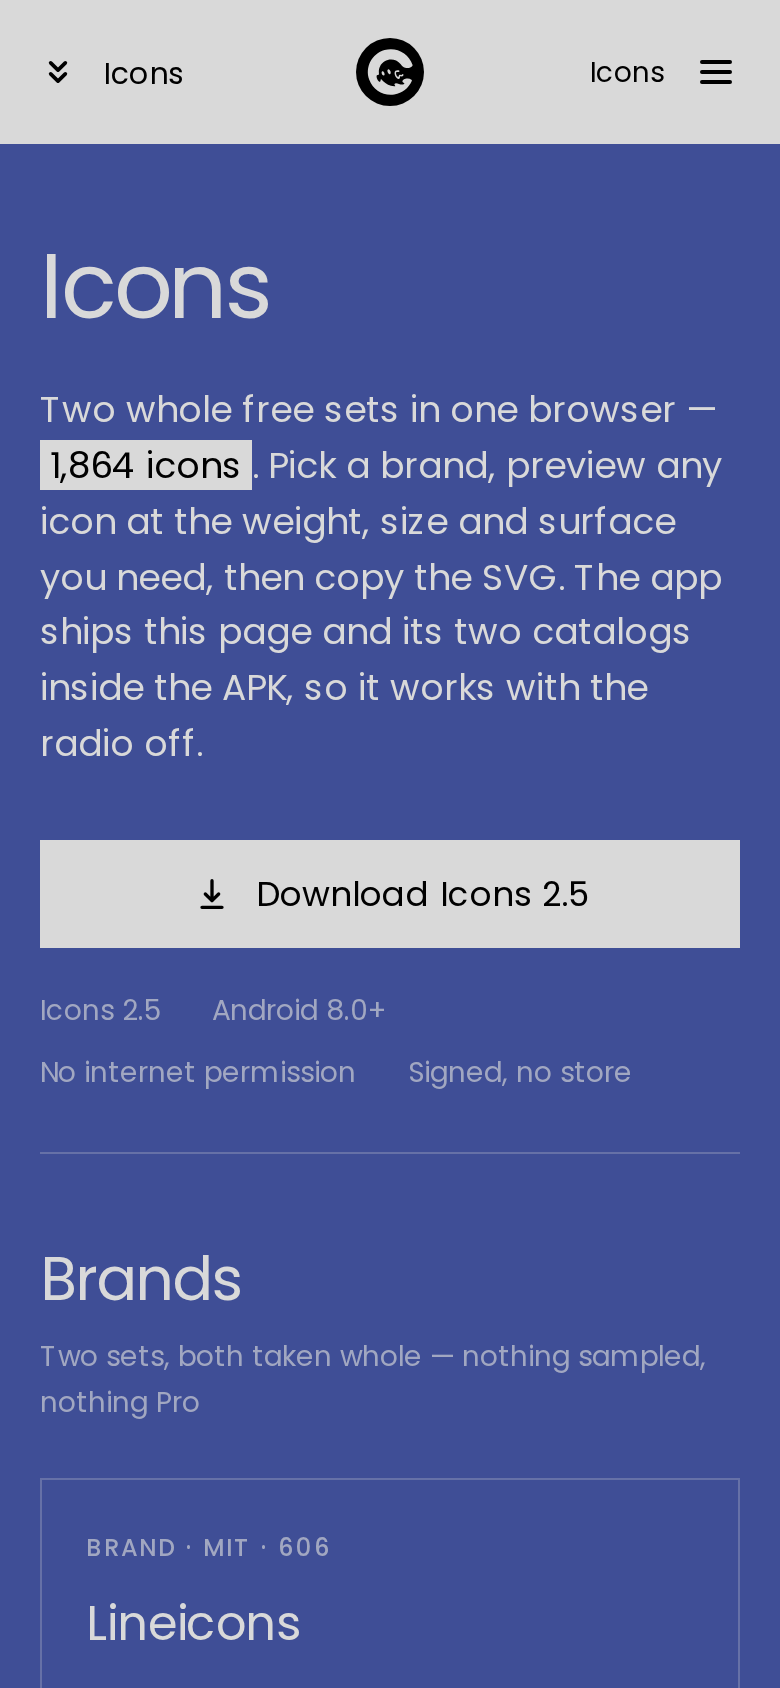 Icons
Icons
Icons
Two whole free sets in one browser —
1,864 icons . Pick a brand, preview any
icon at the weight, size and surface
you need, then copy the SVG. The app
ships this page and its two catalogs
inside the APK, so it works with the
radio off.
Download Icons 2.5
Icons 2.5 Android 8.0+
No internet permission Signed, no store
Brands
Two sets, both taken whole — nothing sampled,
nothing Pro
BRAND · MIT · 606
Lineicons